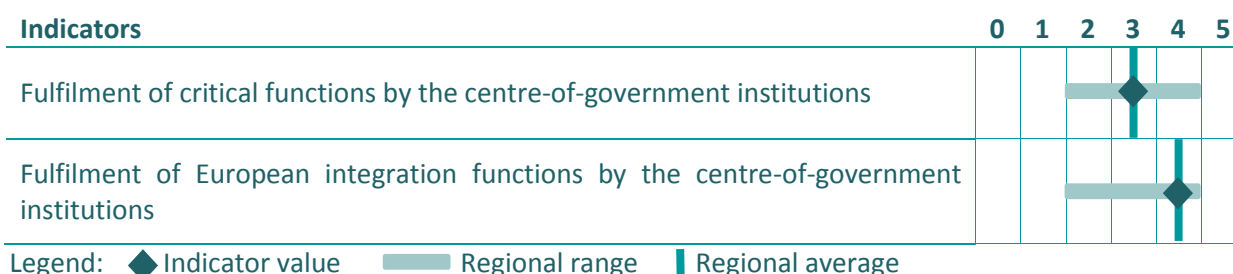 Indicators 0 1 2 3 4 5
Fulfilment of critical functions by the centre-of-government institutions
Fulfilment of European integration functions by the centre-of-government
institutions
Legend: Indicator value Regional range Regional average